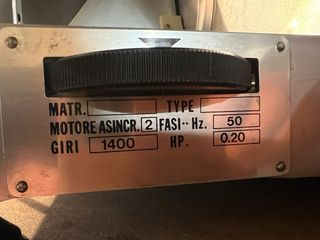 MATR. TYPE
MOTORE ASINCR. 2 FASI·· Hz. 50
GIRI 1400 HP. 0.20